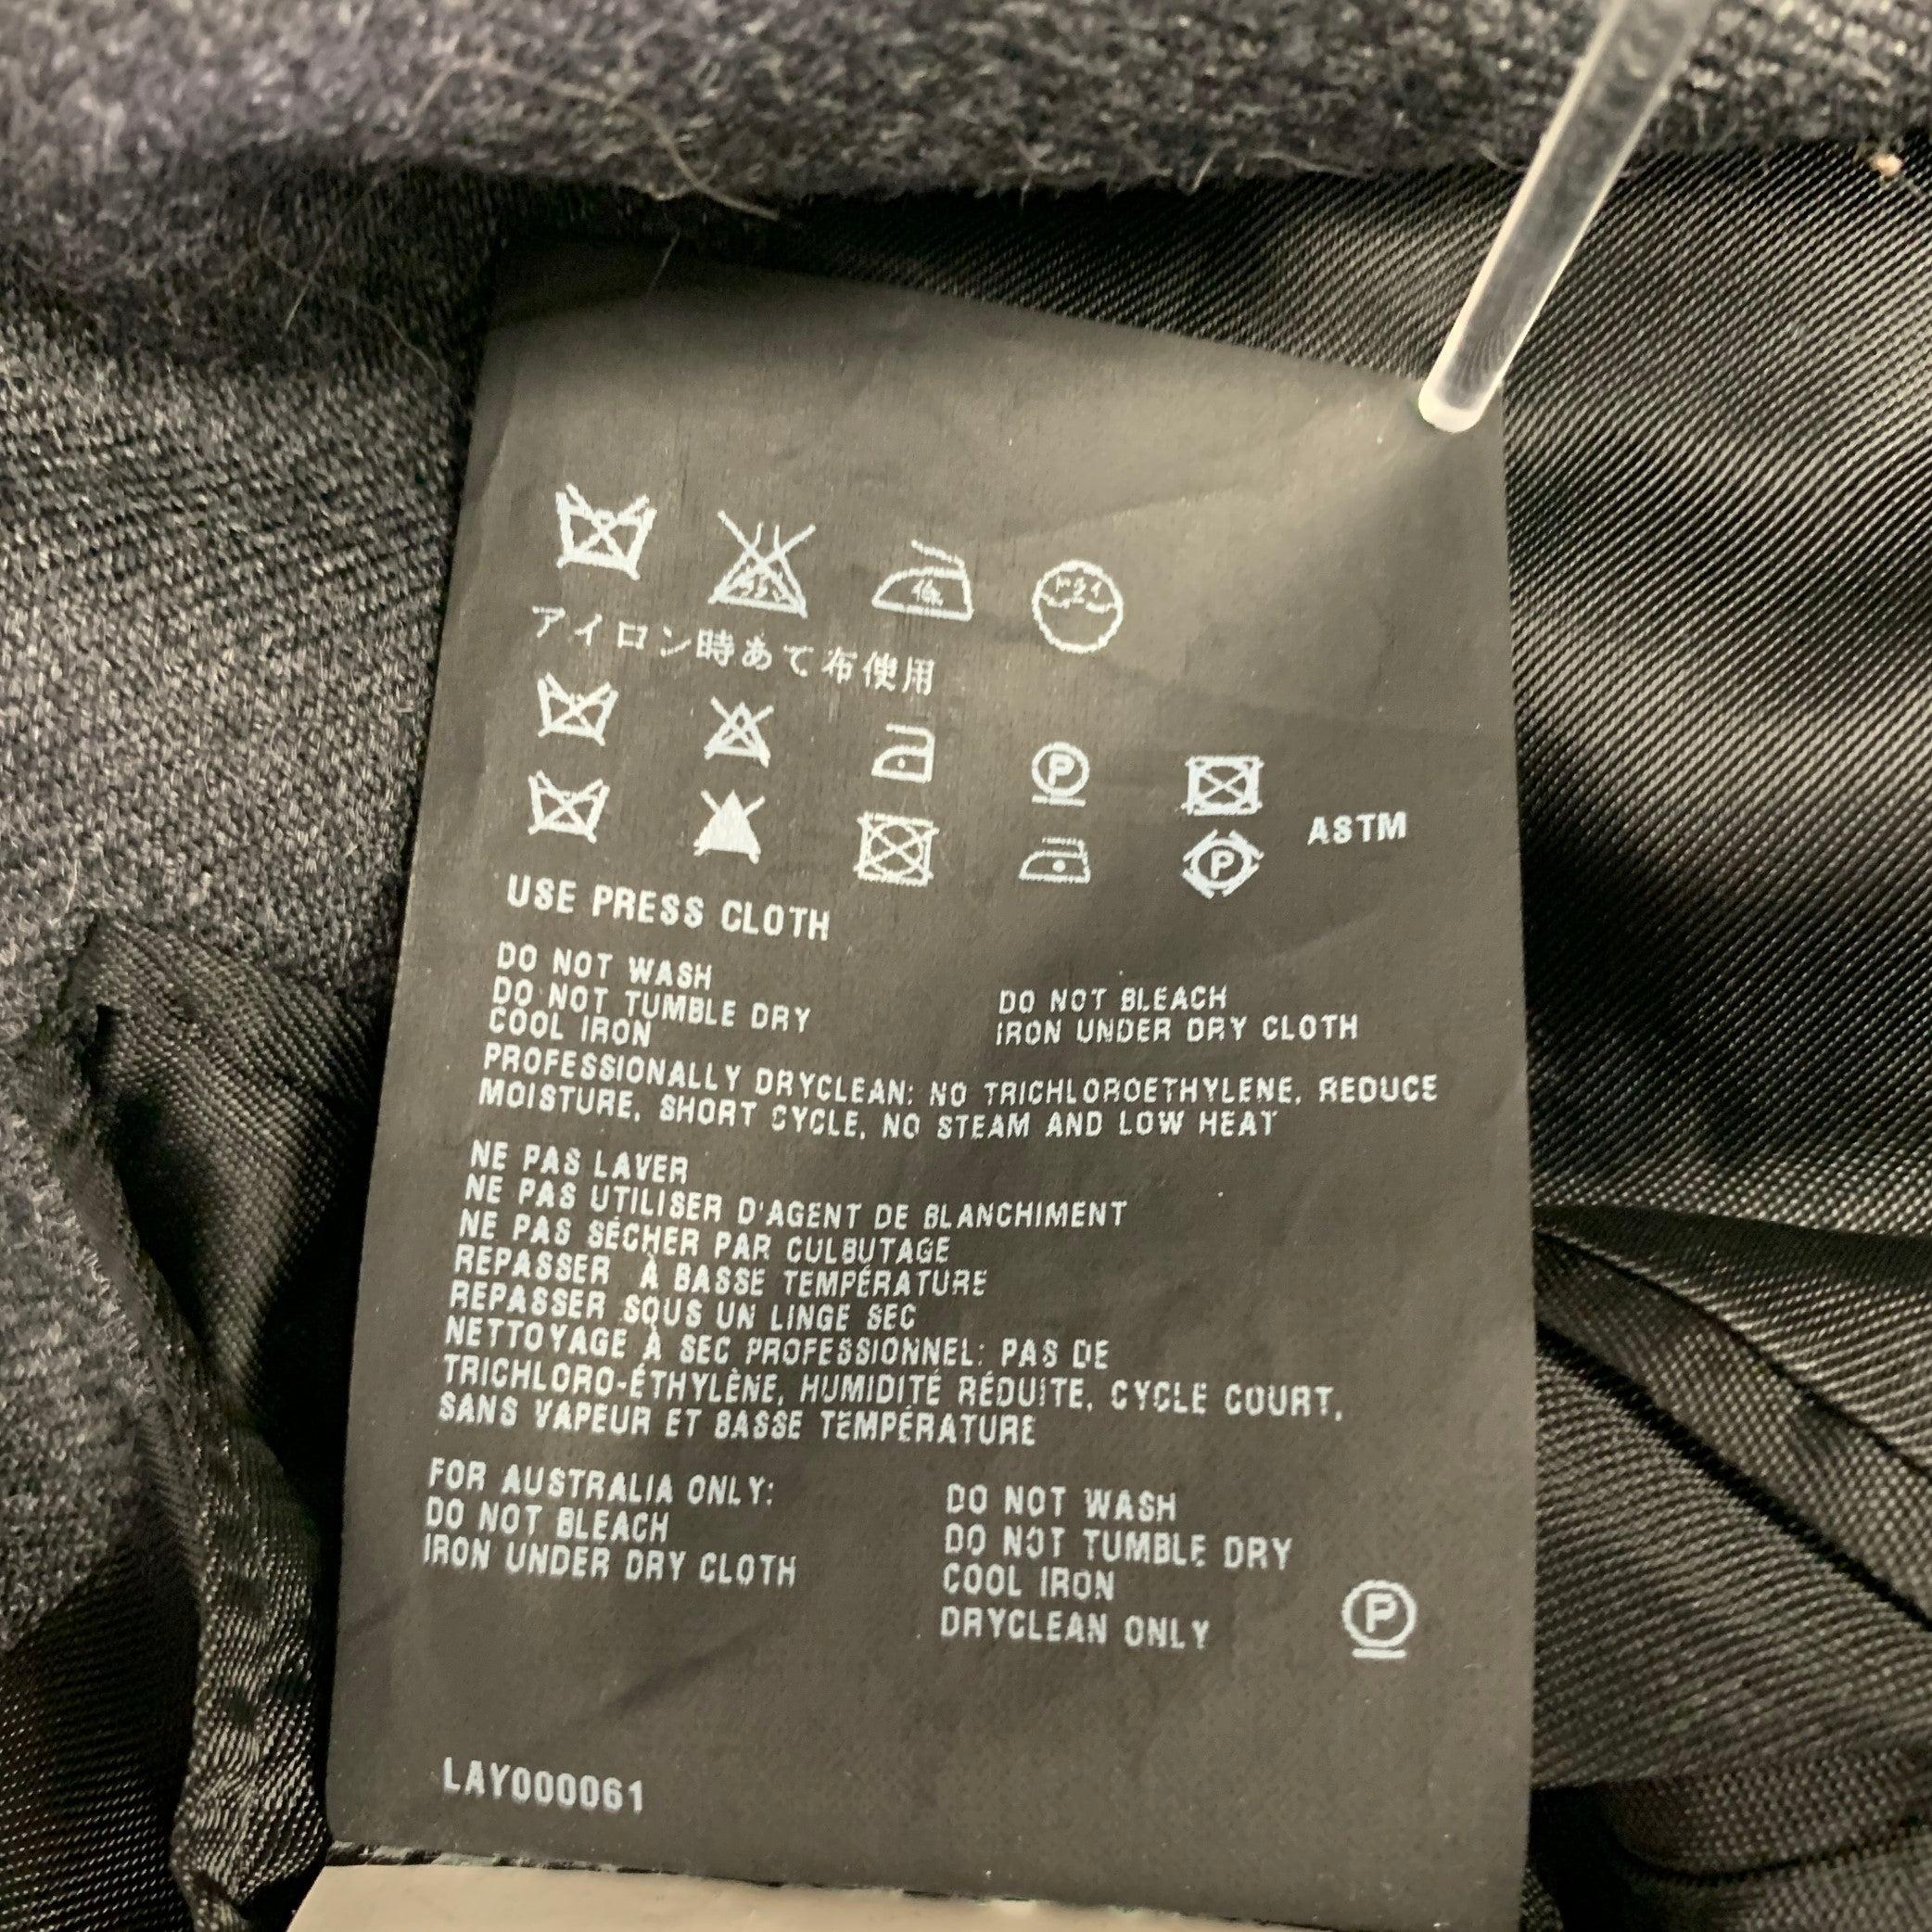 アイロン時あて布使用
P
ASTM
P
USE PRESS CLOTH
DO NOT WASH
DO NOT TUMBLE DRY
COOL IRON
DO NOT BLEACH
IRON UNDER DRY CLOTH
PROFESSIONALLY DRYCLEAN: NO TRICHLOROETHYLENE, REDUCE
MOISTURE, SHORT CYCLE, NO STEAM AND LOW HEAT
NE PAS LAVER
NE PAS UTILISER D'AGENT DE BLANCHIMENT
NE PAS SÉCHER PAR CULBUTAGE
REPASSER À BASSE TEMPÉRATURE
REPASSER SOUS UN LINGE SEC
NETTOYAGE À SEC PROFESSIONNEL: PAS DE
TRICHLORO-ÉTHYLÈNE, HUMIDITÉ RÉDUITE, CYCLE COURT,
SANS VAPEUR ET BASSE TEMPÉRATURE
FOR AUSTRALIA ONLY:
DO NOT BLEACH
IRON UNDER DRY CLOTH
DO NOT WASH
DO NOT TUMBLE DRY
COOL IRON
DRYCLEAN ONLY
P
LAY000061